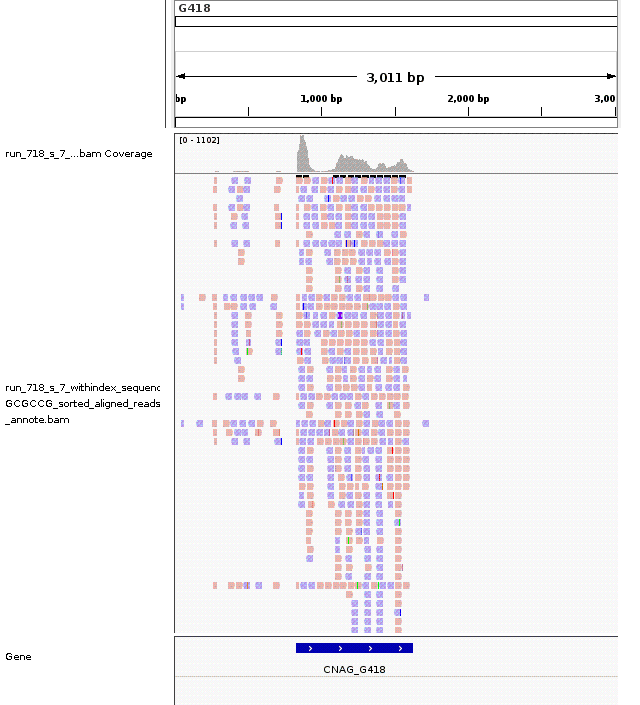 G418
3,011 bp
bp 1,000 bp 2,000 bp 3,00
[0 - 1102]
run_718_s_7_...bam Coverage
run_718_s_7_withindex_sequenc
GCGCCG_sorted_aligned_reads
_annote.bam
Gene
CNAG_G418